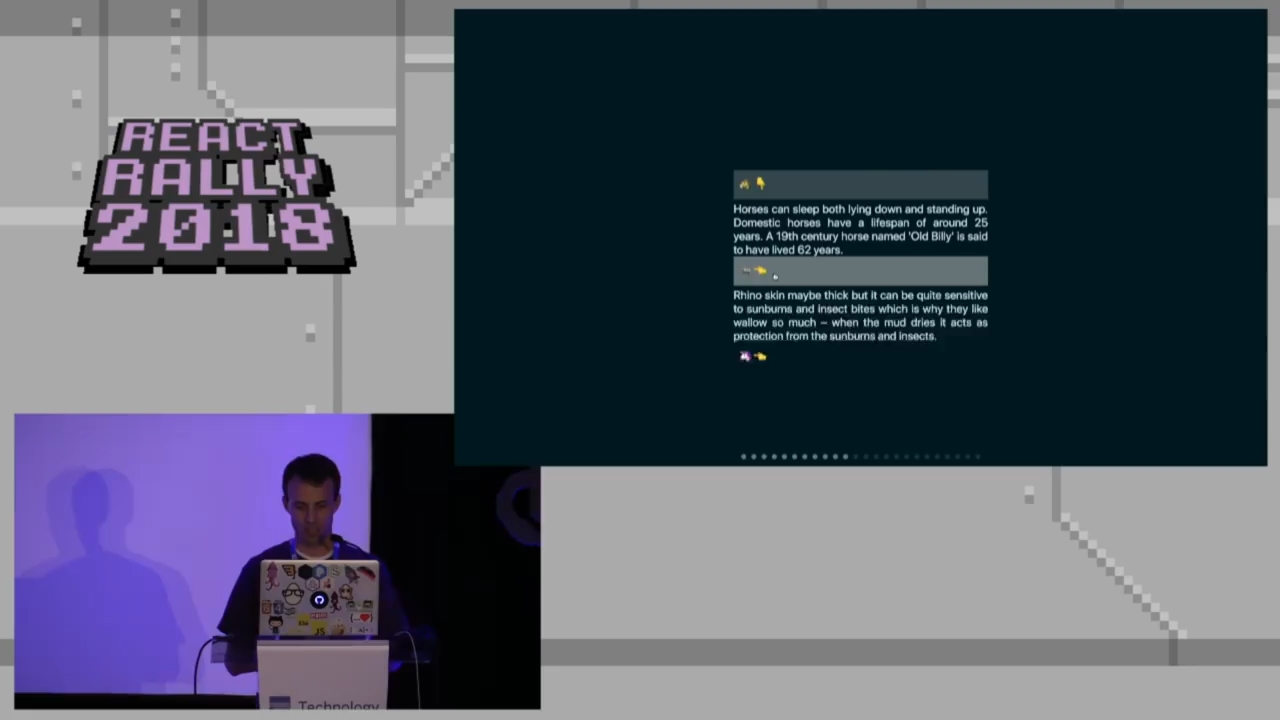 REACT
RALLY
2018
Horses can sleep both lying down and standing up.
Domestic horses have a lifespan of around 25
years. A 19th century horse named 'Old Billy' is said
to have lived 62 years.
Rhino skin maybe thick but it can be quite sensitive
to sunburns and insect bites which is why they like
wallow so much – when the mud dries it acts as
protection from the sunburns and insects.
JS
Technology